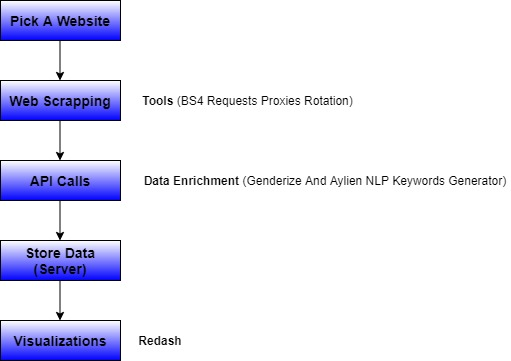 Pick A Website
Web Scrapping
Tools (BS4 Requests Proxies Rotation)
API Calls
Data Enrichment (Genderize And Aylien NLP Keywords Generator)
Store Data
(Server)
Visualizations
Redash